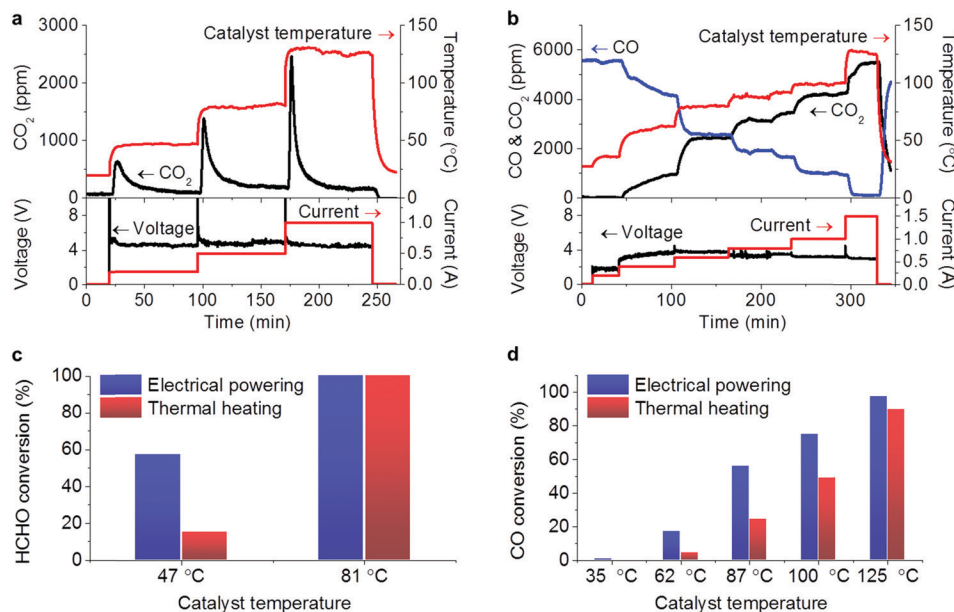 a
3000
2000
1000
0
CO₂ (ppm)
Catalyst temperature →
← CO₂
150
100
50
0
Temperature (°C)
8
4
0
Voltage (V)
← Voltage
Current →
1.0
0.5
0.0
Current (A)
0 50 100 150 200 250
Time (min)
b
6000
4000
2000
0
CO & CO₂ (ppm)
← CO
Catalyst temperature →
← CO₂
150
100
50
0
Temperature (°C)
8
4
0
Voltage (V)
← Voltage
Current →
1.5
1.0
0.5
0.0
Current (A)
0 100 200 300
Time (min)
c
100
80
60
40
20
0
HCHO conversion (%)
Electrical powering
Thermal heating
47 °C 81 °C
Catalyst temperature
d
100
80
60
40
20
0
CO conversion (%)
Electrical powering
Thermal heating
35 °C 62 °C 87 °C 100 °C 125 °C
Catalyst temperature